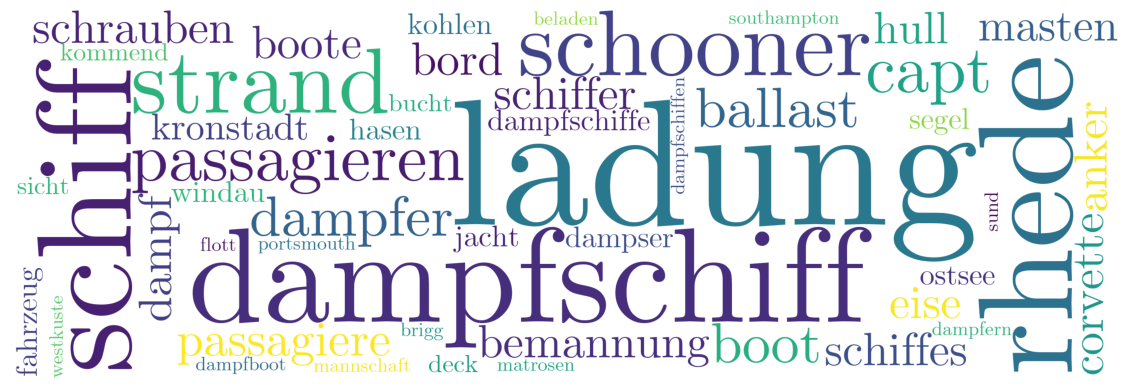 schrauben
kommend
boote
kohlen
bord
beladen
schooner
southampton
hull
masten
capt
schiff
strand
bucht
schiffer
dampfschiffe
dampfschiffen
ballast
segel
kronstadt
hasen
passagieren
ladung
rhede
anker
sicht
windau
dampf
dampfer
flott
portsmouth
jacht
dampser
sund
corvette
ostsee
dampfschiff
eise
fahrzeug
westkuste
passagiere
brigg
bemannung
boot
schiffes
dampfern
dampfboot
mannschaft
deck
matrosen